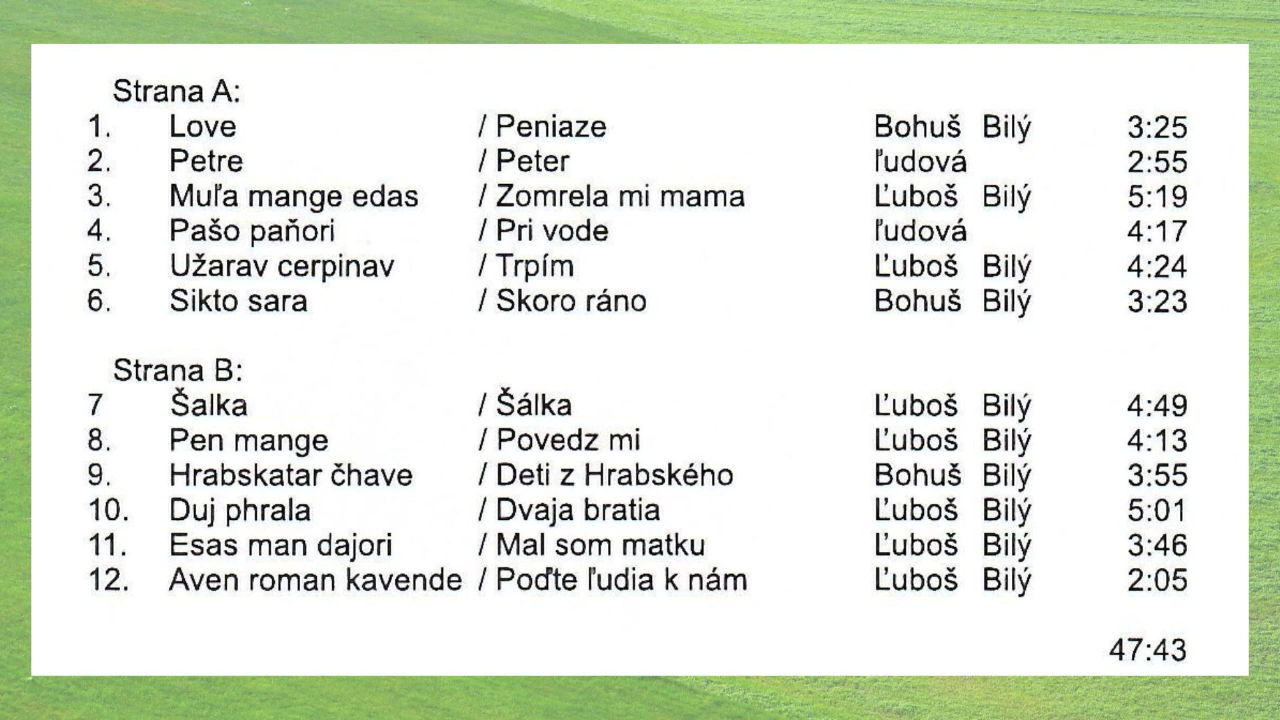 Strana A:
1. Love / Peniaze Bohuš Bilý 3:25
2. Petre / Peter ľudová 2:55
3. Muľa mange edas / Zomrela mi mama Ľuboš Bilý 5:19
4. Pašo paňori / Pri vode ľudová 4:17
5. Užarav cerpinav / Trpím Ľuboš Bilý 4:24
6. Sikto sara / Skoro ráno Bohuš Bilý 3:23
Strana B:
7 Šalka / Šálka Ľuboš Bilý 4:49
8. Pen mange / Povedz mi Ľuboš Bilý 4:13
9. Hrabskatar čhave / Deti z Hrabského Bohuš Bilý 3:55
10. Duj phrala / Dvaja bratia Ľuboš Bilý 5:01
11. Esas man dajori / Mal som matku Ľuboš Bilý 3:46
12. Aven roman kavende / Poďte ľudia k nám Ľuboš Bilý 2:05
47:43